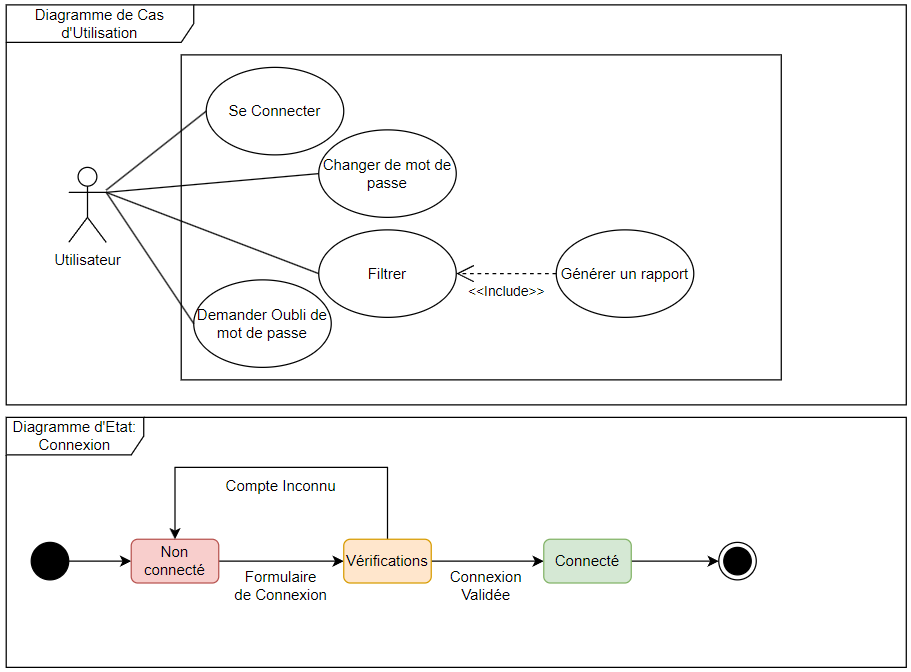 Diagramme de Cas
d'Utilisation
Se Connecter
Changer de mot de
passe
Utilisateur
Filtrer
Générer un rapport
<<Include>>
Demander Oubli de
mot de passe
Diagramme d'Etat:
Connexion
Compte Inconnu
Non
connecté
Vérifications
Connecté
Formulaire
de Connexion
Connexion
Validée